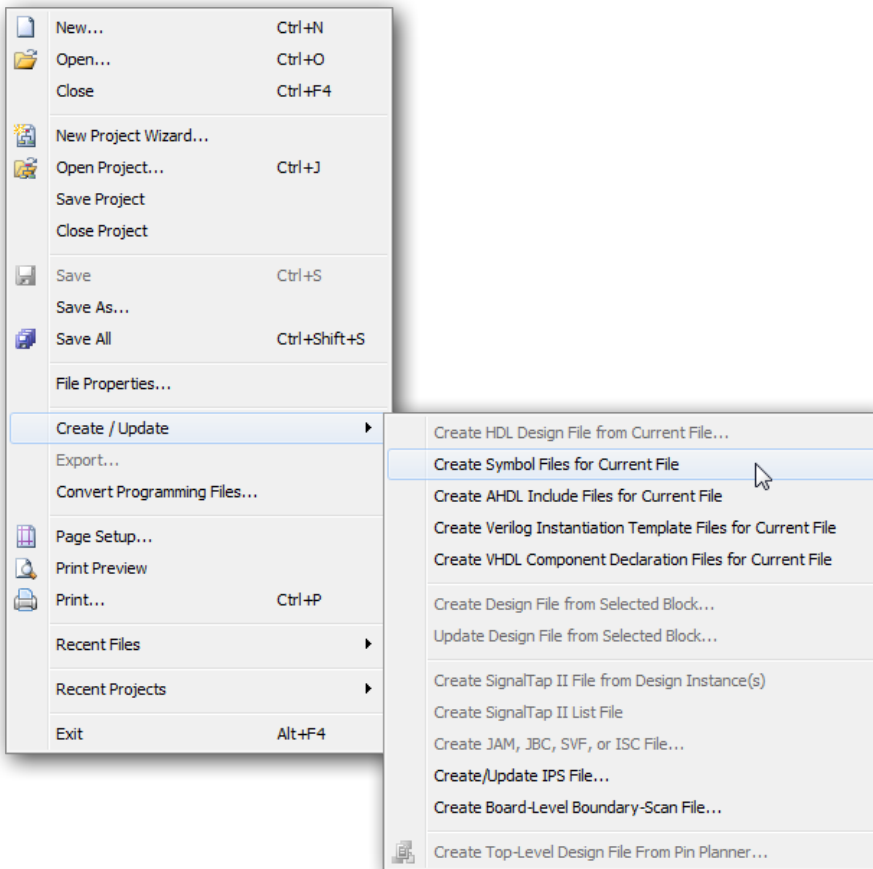 New... Ctrl+N
Open... Ctrl+O
Close Ctrl+F4
New Project Wizard...
Open Project... Ctrl+J
Save Project
Close Project
Save Ctrl+S
Save As...
Save All Ctrl+Shift+S
File Properties...
Create / Update
Export...
Convert Programming Files...
Page Setup...
Print Preview
Print... Ctrl+P
Recent Files
Recent Projects
Exit Alt+F4
Create HDL Design File from Current File...
Create Symbol Files for Current File
Create AHDL Include Files for Current File
Create Verilog Instantiation Template Files for Current File
Create VHDL Component Declaration Files for Current File
Create Design File from Selected Block...
Update Design File from Selected Block...
Create SignalTap II File from Design Instance(s)
Create SignalTap II List File
Create JAM, JBC, SVF, or ISC File...
Create/Update IPS File...
Create Board-Level Boundary-Scan File...
Create Top-Level Design File From Pin Planner...